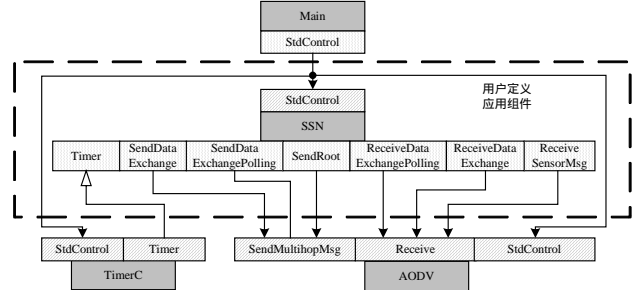 Main
StdControl
用户定义
应用组件
StdControl
SSN
Timer
SendData
Exchange
SendData
ExchangePolling
SendRoot
ReceiveData
ExchangePolling
ReceiveData
Exchange
Receive
SensorMsg
StdControl
Timer
TimerC
SendMultihopMsg
Receive
StdControl
AODV